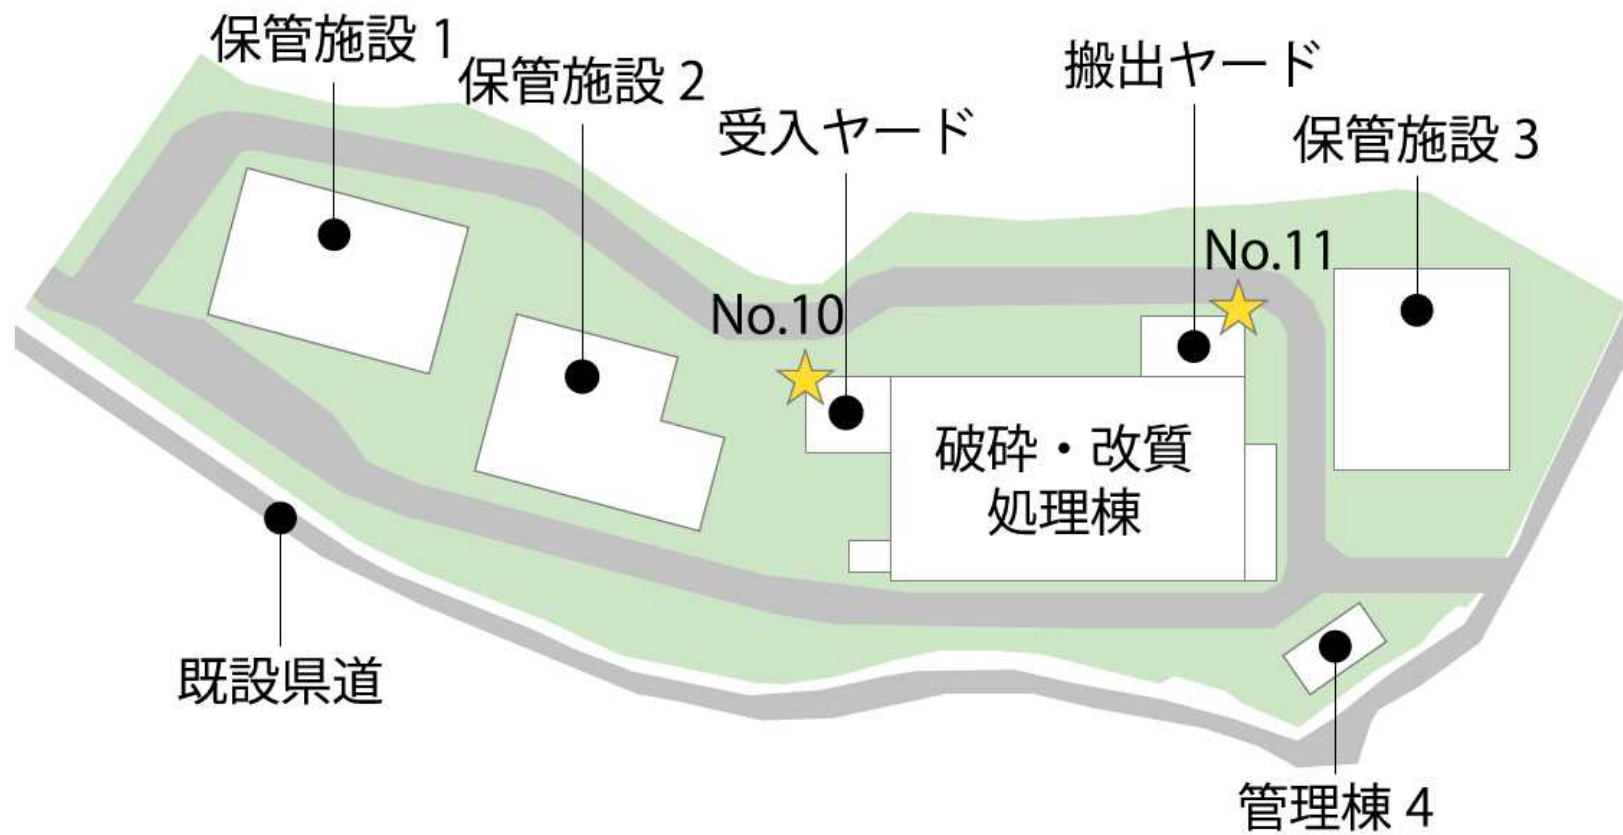 保管施設 1
保管施設 2
受入ヤード
搬出ヤード
保管施設 3
No.10
No.11
破砕・改質
処理棟
既設県道
管理棟 4